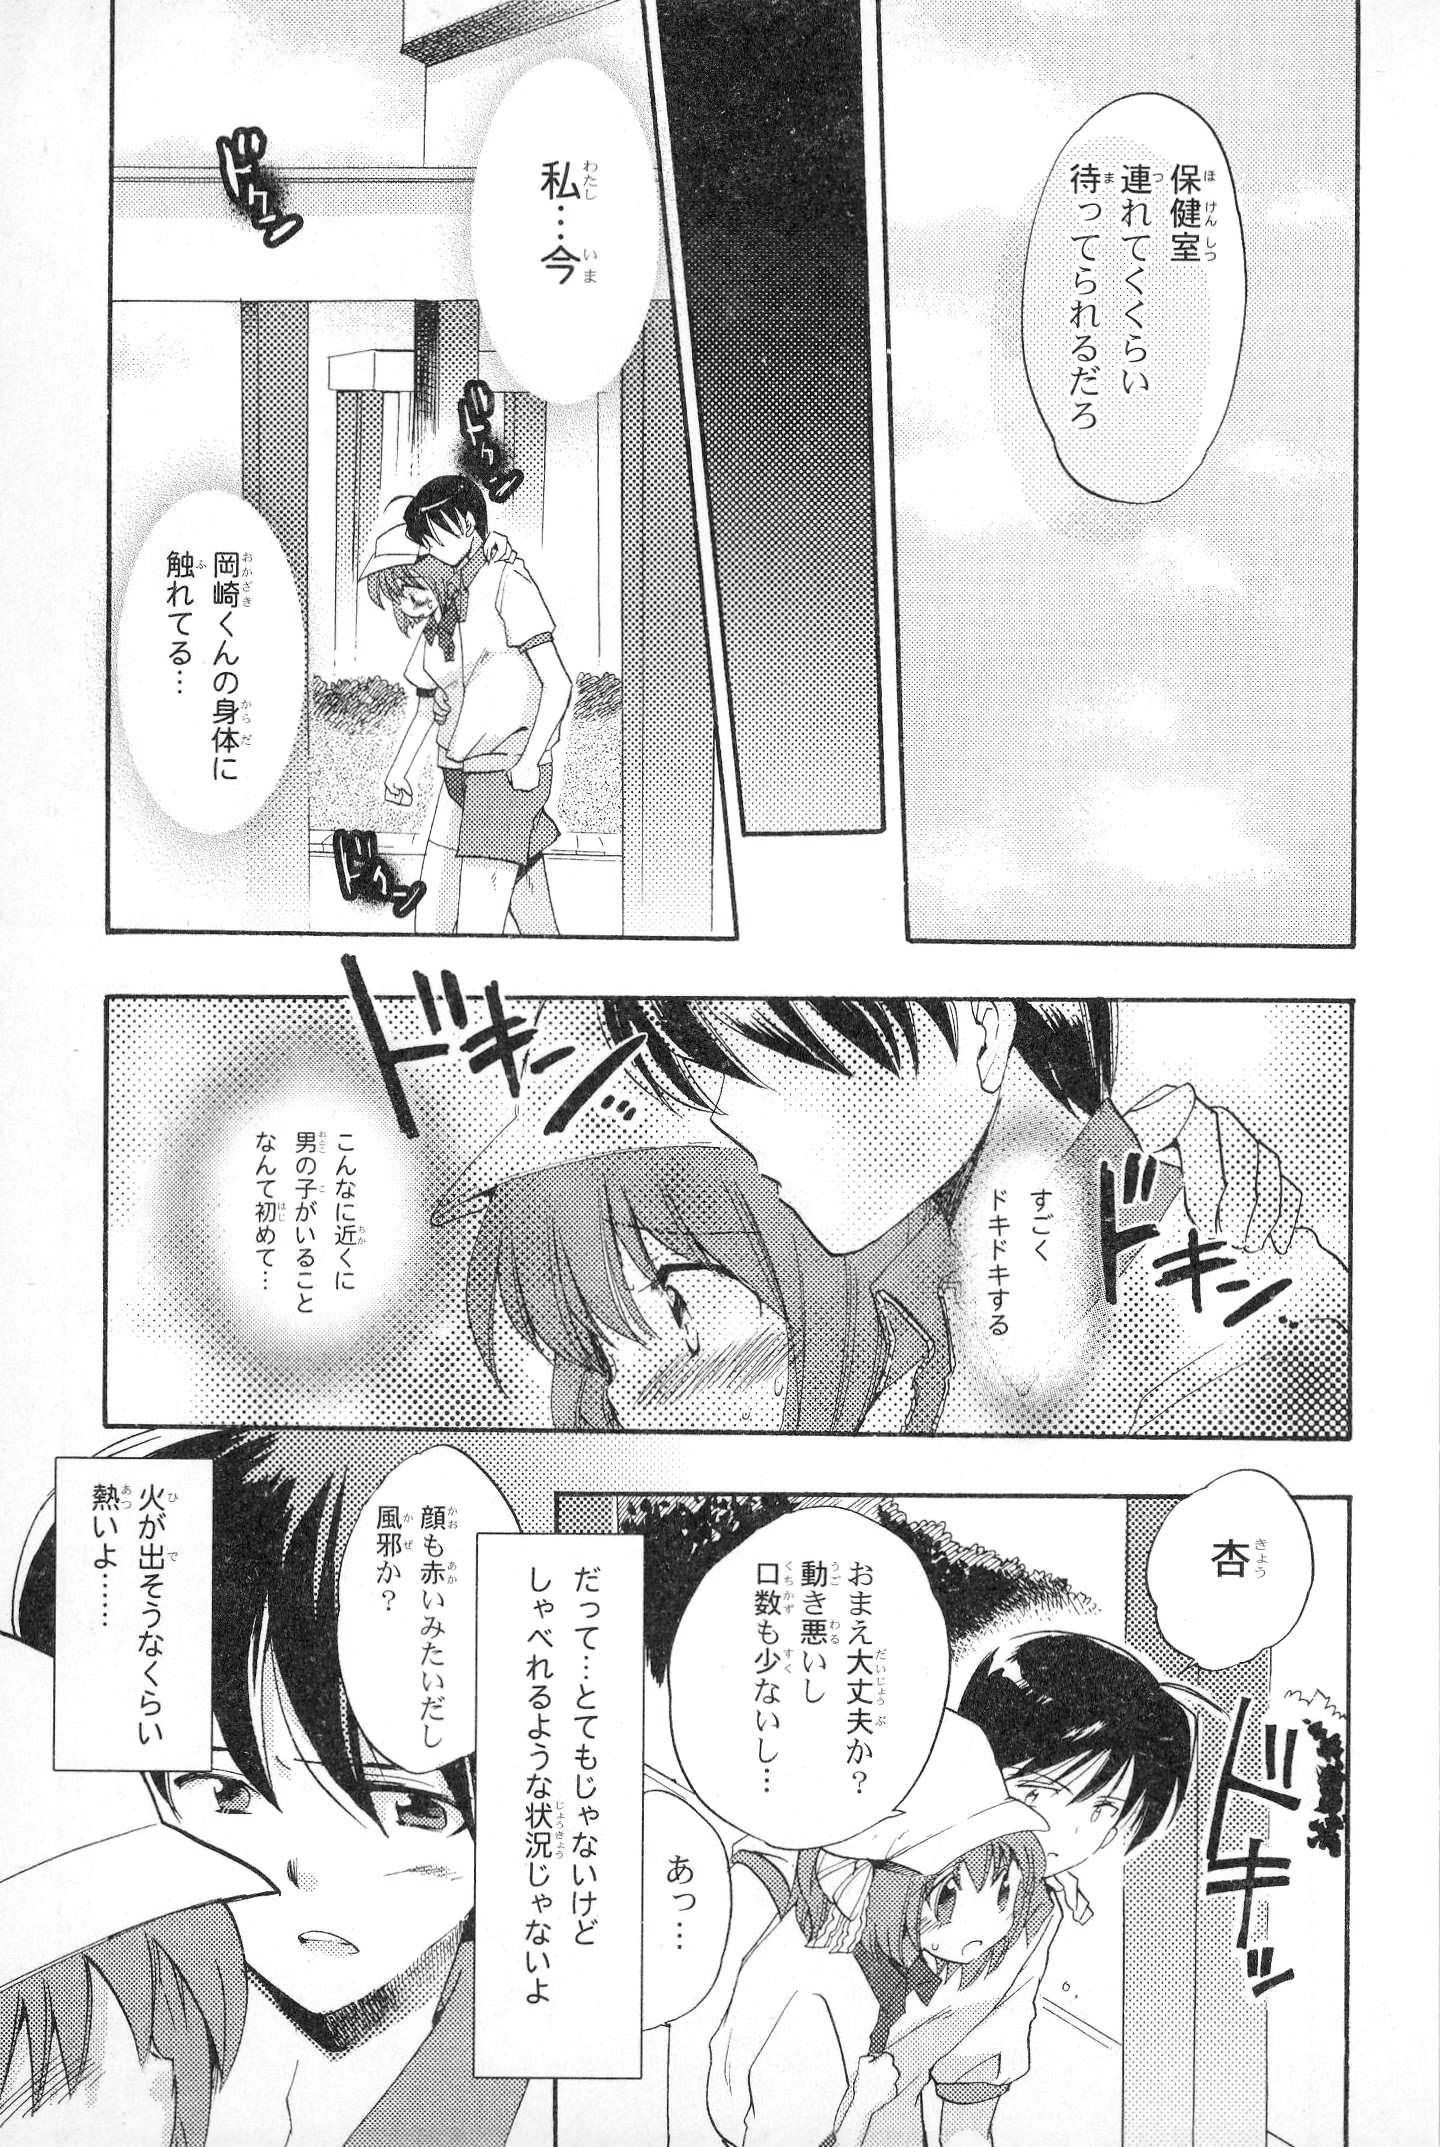 保健室
連れてくくらい
待ってられるだろ
私…今
ドクン
ドクン
岡崎くんの身体に
触れてる…
ドクン
すごく
ドキドキする
ドキン
ドキン
こんなに近くに
男の子がいること
なんて初めて…
杏
ドキン
おまえ大丈夫か?
動き悪いし
口数も少ないし…
あっ…
だって…とてもじゃないけど
しゃべれるような状況じゃないよ
顔も赤いみたいだし
風邪か?
火が出そうなくらい
熱いよ……